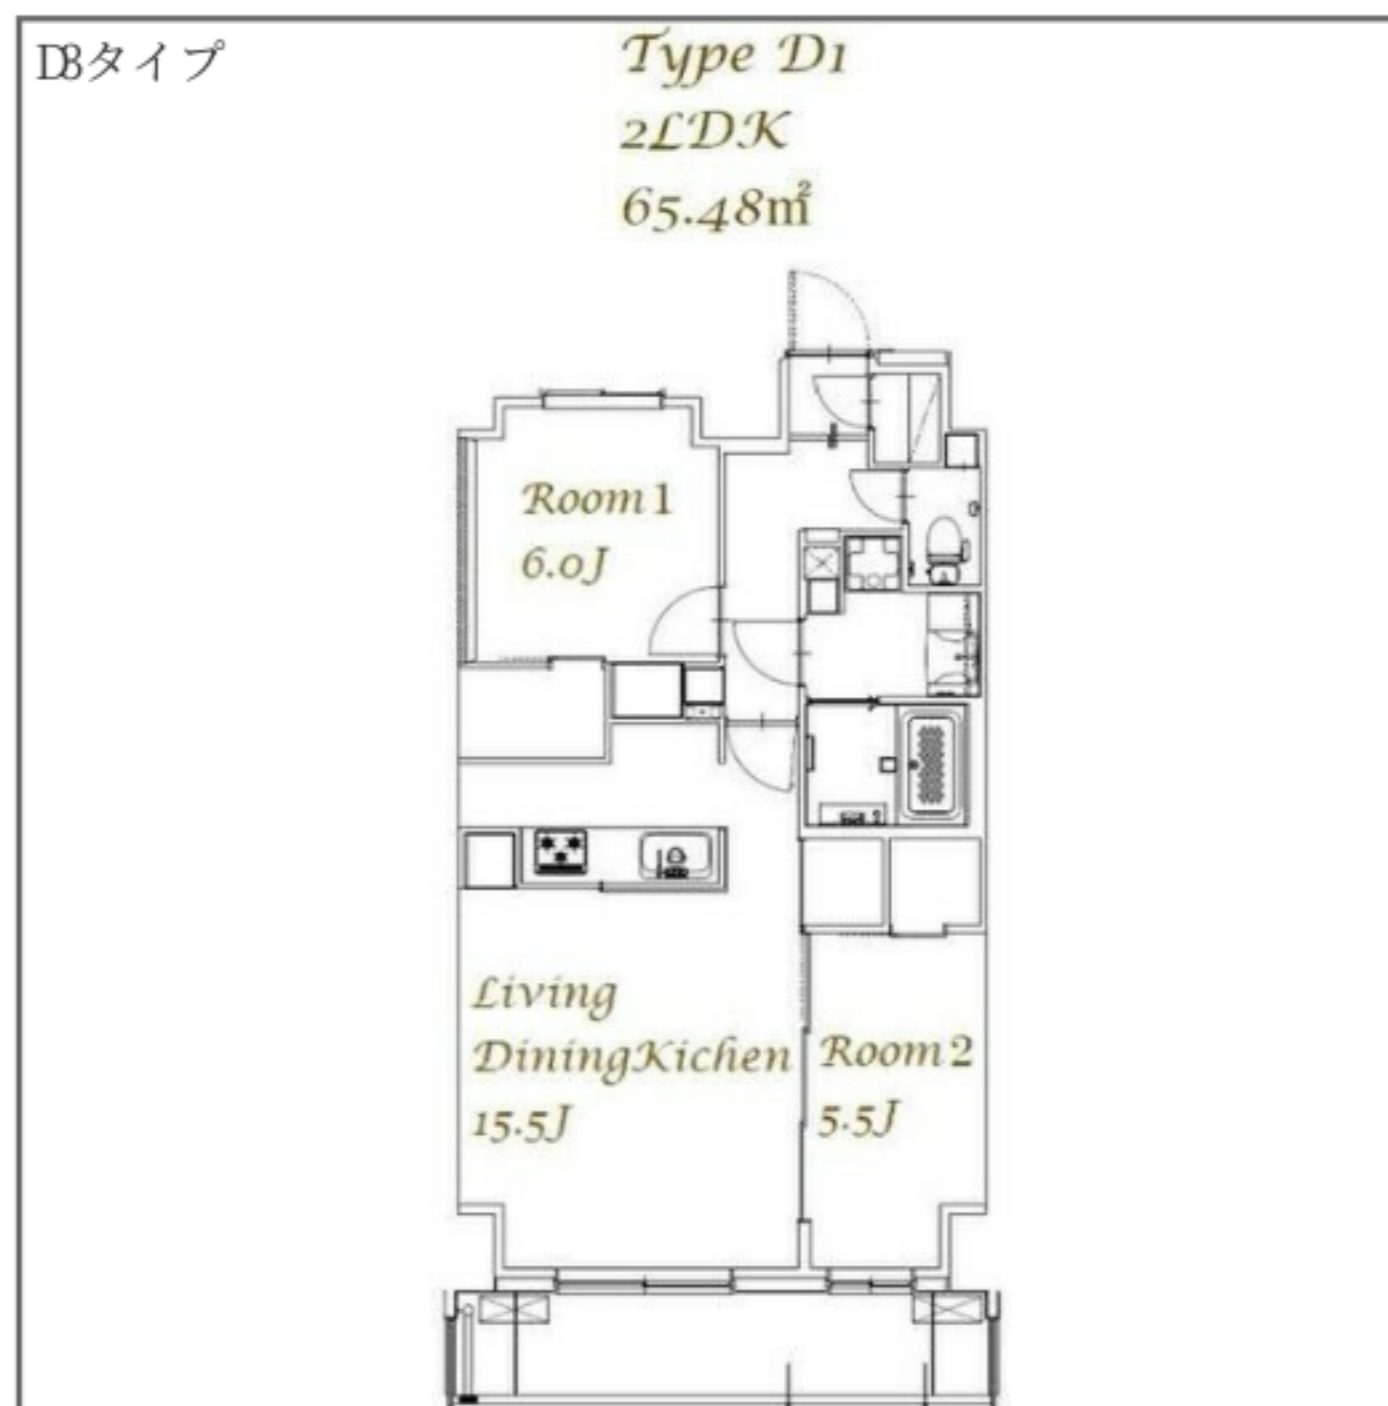 D3タイプ
Type D1
2LDK
65.48㎡
Room 1
6.0J
Living
DiningKichen
15.5J
Room 2
5.5J